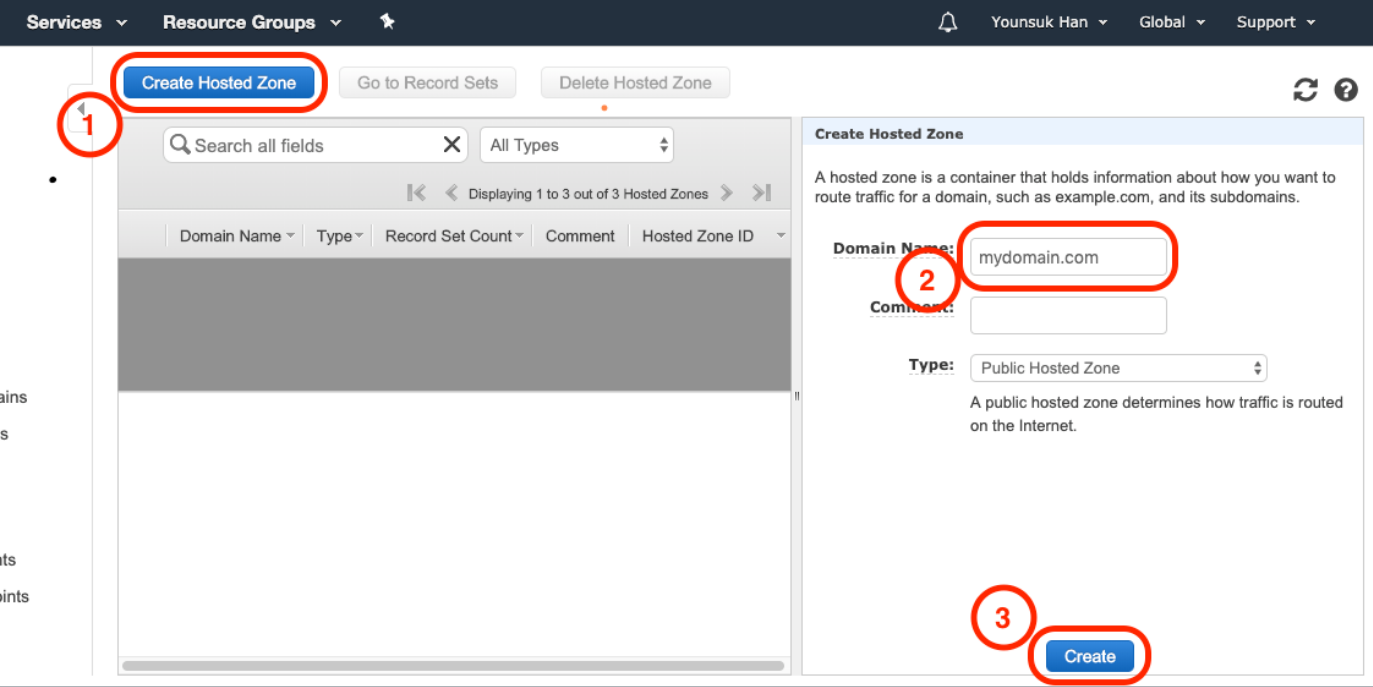 Services Resource Groups Younsuk Han Global Support
Create Hosted Zone Go to Record Sets Delete Hosted Zone
1
Search all fields All Types
Displaying 1 to 3 out of 3 Hosted Zones
Domain Name Type Record Set Count Comment Hosted Zone ID
ains
s
nts
oints
Create Hosted Zone
A hosted zone is a container that holds information about how you want to
route traffic for a domain, such as example.com, and its subdomains.
Domain Name: mydomain.com
2
Comment:
Type: Public Hosted Zone
A public hosted zone determines how traffic is routed
on the Internet.
3
Create